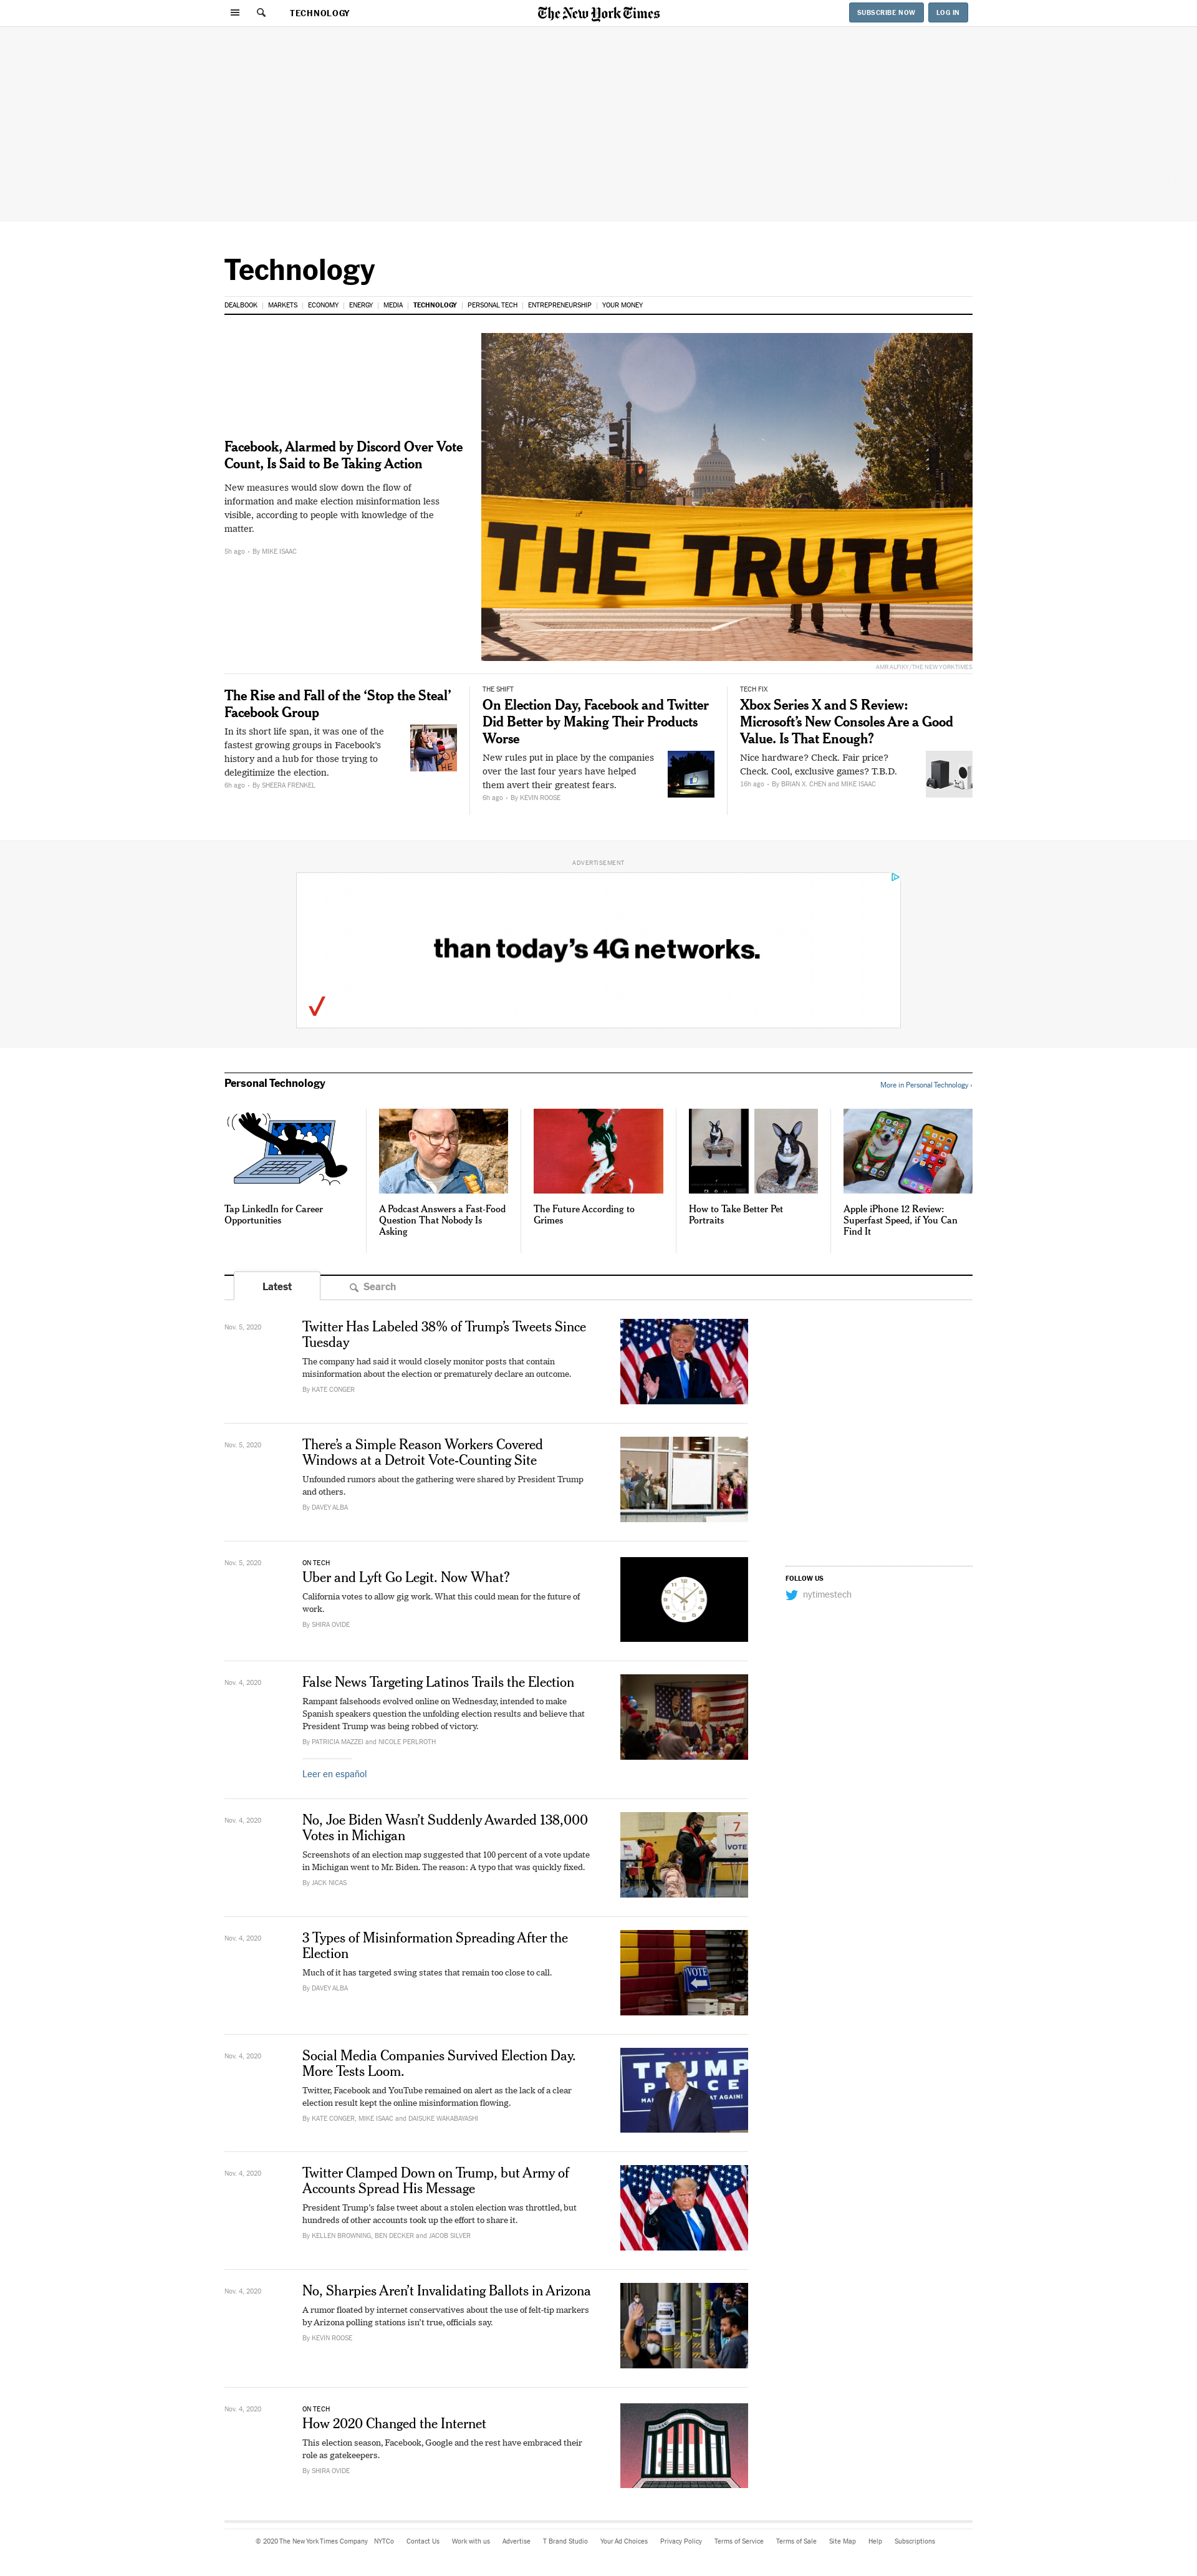 TECHNOLOGY
The New York Times
SUBSCRIBE NOW
LOG IN
Technology
DEALBOOK | MARKETS | ECONOMY | ENERGY | MEDIA | TECHNOLOGY | PERSONAL TECH | ENTREPRENEURSHIP | YOUR MONEY
Facebook, Alarmed by Discord Over Vote
Count, Is Said to Be Taking Action
New measures would slow down the flow of
information and make election misinformation less
visible, according to people with knowledge of the
matter.
5h ago • By MIKE ISAAC
THE TRUTH
AMR ALFIKY/THE NEW YORK TIMES
The Rise and Fall of the ‘Stop the Steal’
Facebook Group
In its short life span, it was one of the
fastest growing groups in Facebook’s
history and a hub for those trying to
delegitimize the election.
6h ago • By SHEERA FRENKEL
THE SHIFT
On Election Day, Facebook and Twitter
Did Better by Making Their Products
Worse
New rules put in place by the companies
over the last four years have helped
them avert their greatest fears.
6h ago • By KEVIN ROOSE
TECH FIX
Xbox Series X and S Review:
Microsoft’s New Consoles Are a Good
Value. Is That Enough?
Nice hardware? Check. Fair price?
Check. Cool, exclusive games? T.B.D.
16h ago • By BRIAN X. CHEN and MIKE ISAAC
ADVERTISEMENT
than today’s 4G networks.
Personal Technology
More in Personal Technology ›
Tap LinkedIn for Career
Opportunities
A Podcast Answers a Fast-Food
Question That Nobody Is
Asking
The Future According to
Grimes
How to Take Better Pet
Portraits
Apple iPhone 12 Review:
Superfast Speed, if You Can
Find It
Latest
Search
Nov. 5, 2020
Twitter Has Labeled 38% of Trump’s Tweets Since
Tuesday
The company had said it would closely monitor posts that contain
misinformation about the election or prematurely declare an outcome.
By KATE CONGER
Nov. 5, 2020
There’s a Simple Reason Workers Covered
Windows at a Detroit Vote-Counting Site
Unfounded rumors about the gathering were shared by President Trump
and others.
By DAVEY ALBA
Nov. 5, 2020
ON TECH
Uber and Lyft Go Legit. Now What?
California votes to allow gig work. What this could mean for the future of
work.
By SHIRA OVIDE
FOLLOW US
nytimestech
Nov. 4, 2020
False News Targeting Latinos Trails the Election
Rampant falsehoods evolved online on Wednesday, intended to make
Spanish speakers question the unfolding election results and believe that
President Trump was being robbed of victory.
By PATRICIA MAZZEI and NICOLE PERLROTH
Leer en español
Nov. 4, 2020
No, Joe Biden Wasn’t Suddenly Awarded 138,000
Votes in Michigan
Screenshots of an election map suggested that 100 percent of a vote update
in Michigan went to Mr. Biden. The reason: A typo that was quickly fixed.
By JACK NICAS
7
VOTE
Nov. 4, 2020
3 Types of Misinformation Spreading After the
Election
Much of it has targeted swing states that remain too close to call.
By DAVEY ALBA
VOTE
Nov. 4, 2020
Social Media Companies Survived Election Day.
More Tests Loom.
Twitter, Facebook and YouTube remained on alert as the lack of a clear
election result kept the online misinformation flowing.
By KATE CONGER, MIKE ISAAC and DAISUKE WAKABAYASHI
TRUMP
Nov. 4, 2020
Twitter Clamped Down on Trump, but Army of
Accounts Spread His Message
President Trump’s false tweet about a stolen election was throttled, but
hundreds of other accounts took up the effort to share it.
By KELLEN BROWNING, BEN DECKER and JACOB SILVER
Nov. 4, 2020
No, Sharpies Aren’t Invalidating Ballots in Arizona
A rumor floated by internet conservatives about the use of felt-tip markers
by Arizona polling stations isn’t true, officials say.
By KEVIN ROOSE
Nov. 4, 2020
ON TECH
How 2020 Changed the Internet
This election season, Facebook, Google and the rest have embraced their
role as gatekeepers.
By SHIRA OVIDE
© 2020 The New York Times Company NYTCo Contact Us Work with us Advertise T Brand Studio Your Ad Choices Privacy Policy Terms of Service Terms of Sale Site Map Help Subscriptions